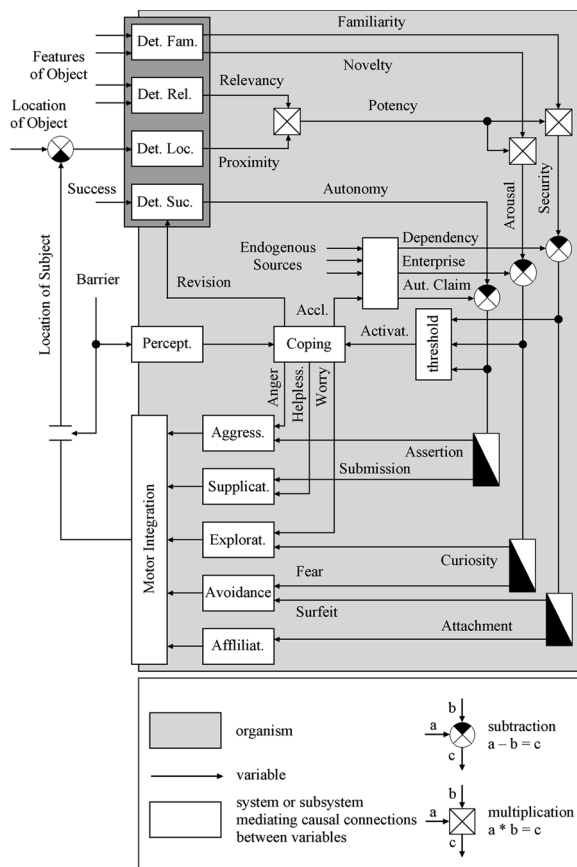 Familiarity
Det. Fam.
Novelty
Features
of Object
Relevancy
Det. Rel.
Potency
Location
of Object
Det. Loc.
Proximity
Success
Autonomy
Det. Suc.
Arousal
Security
Endogenous
Sources
Dependency
Enterprise
Aut. Claim
Revision
Accl.
Barrier
Location of Subject
Percept.
Coping
Activat.
threshold
Anger
Helpless.
Worry
Motor Integration
Aggress.
Assertion
Submission
Supplicat.
Explorat.
Curiosity
Fear
Avoidance
Surfeit
Attachment
Affliliat.
organism
variable
system or subsystem
mediating causal connections
between variables
b
a
c
subtraction
a – b = c
b
a
c
multiplication
a * b = c